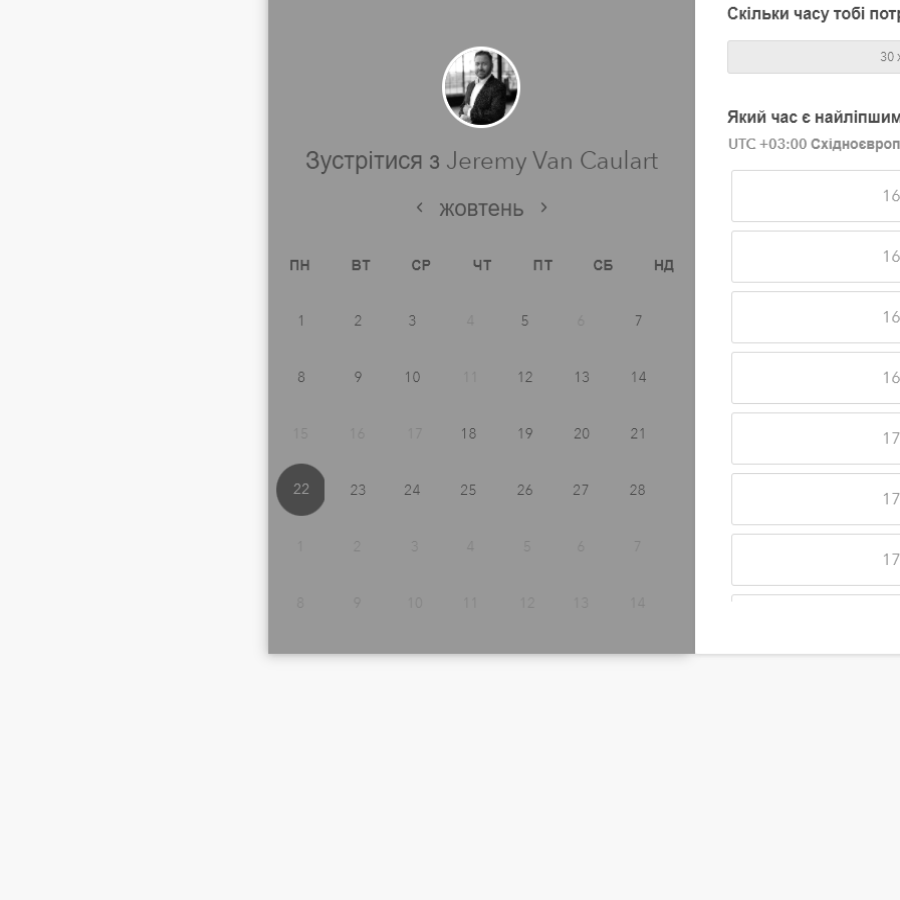 Зустрітися з Jeremy Van Caulart
жовтень
ПН ВТ СР ЧТ ПТ СБ НД
1 2 3 4 5 6 7
8 9 10 11 12 13 14
15 16 17 18 19 20 21
22 23 24 25 26 27 28
1 2 3 4 5 6 7
8 9 10 11 12 13 14
Скільки часу тобі
30
Який час є
UTC +03:00
16
16
16
16
17
17
17